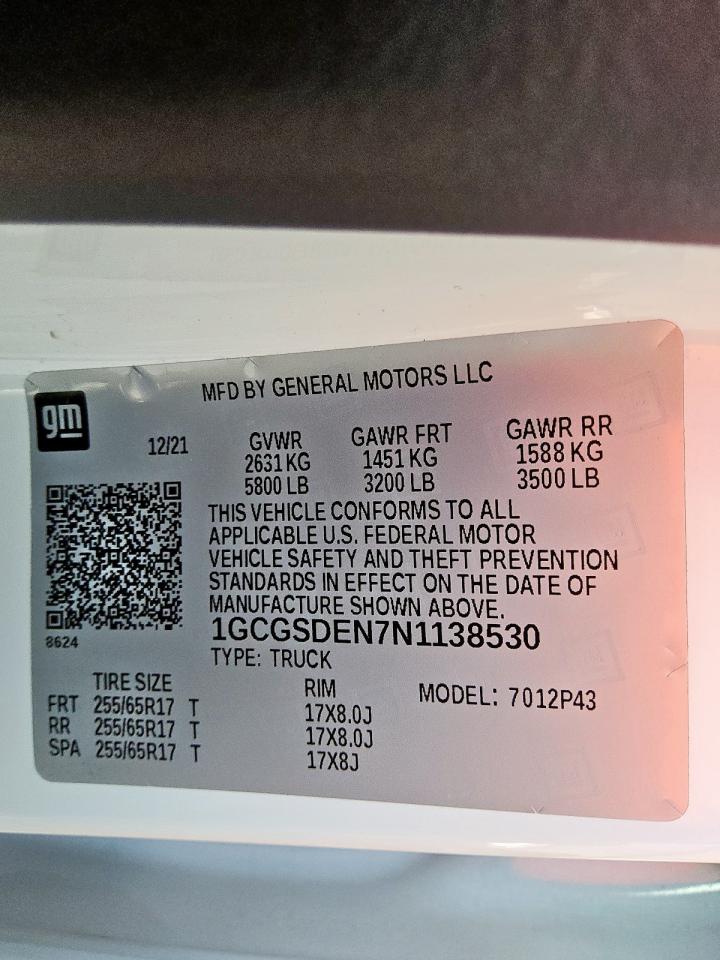 MFD BY GENERAL MOTORS LLC
gm
12/21 GVWR GAWR FRT GAWR RR
2631 KG 1451 KG 1588 KG
5800 LB 3200 LB 3500 LB
THIS VEHICLE CONFORMS TO ALL
APPLICABLE U.S. FEDERAL MOTOR
VEHICLE SAFETY AND THEFT PREVENTION
STANDARDS IN EFFECT ON THE DATE OF
MANUFACTURE SHOWN ABOVE.
8624
1GCGSDEN7N1138530
TYPE: TRUCK
TIRE SIZE RIM MODEL: 7012P43
FRT 255/65R17 T 17X8.0J
RR 255/65R17 T 17X8.0J
SPA 255/65R17 T 17X8J